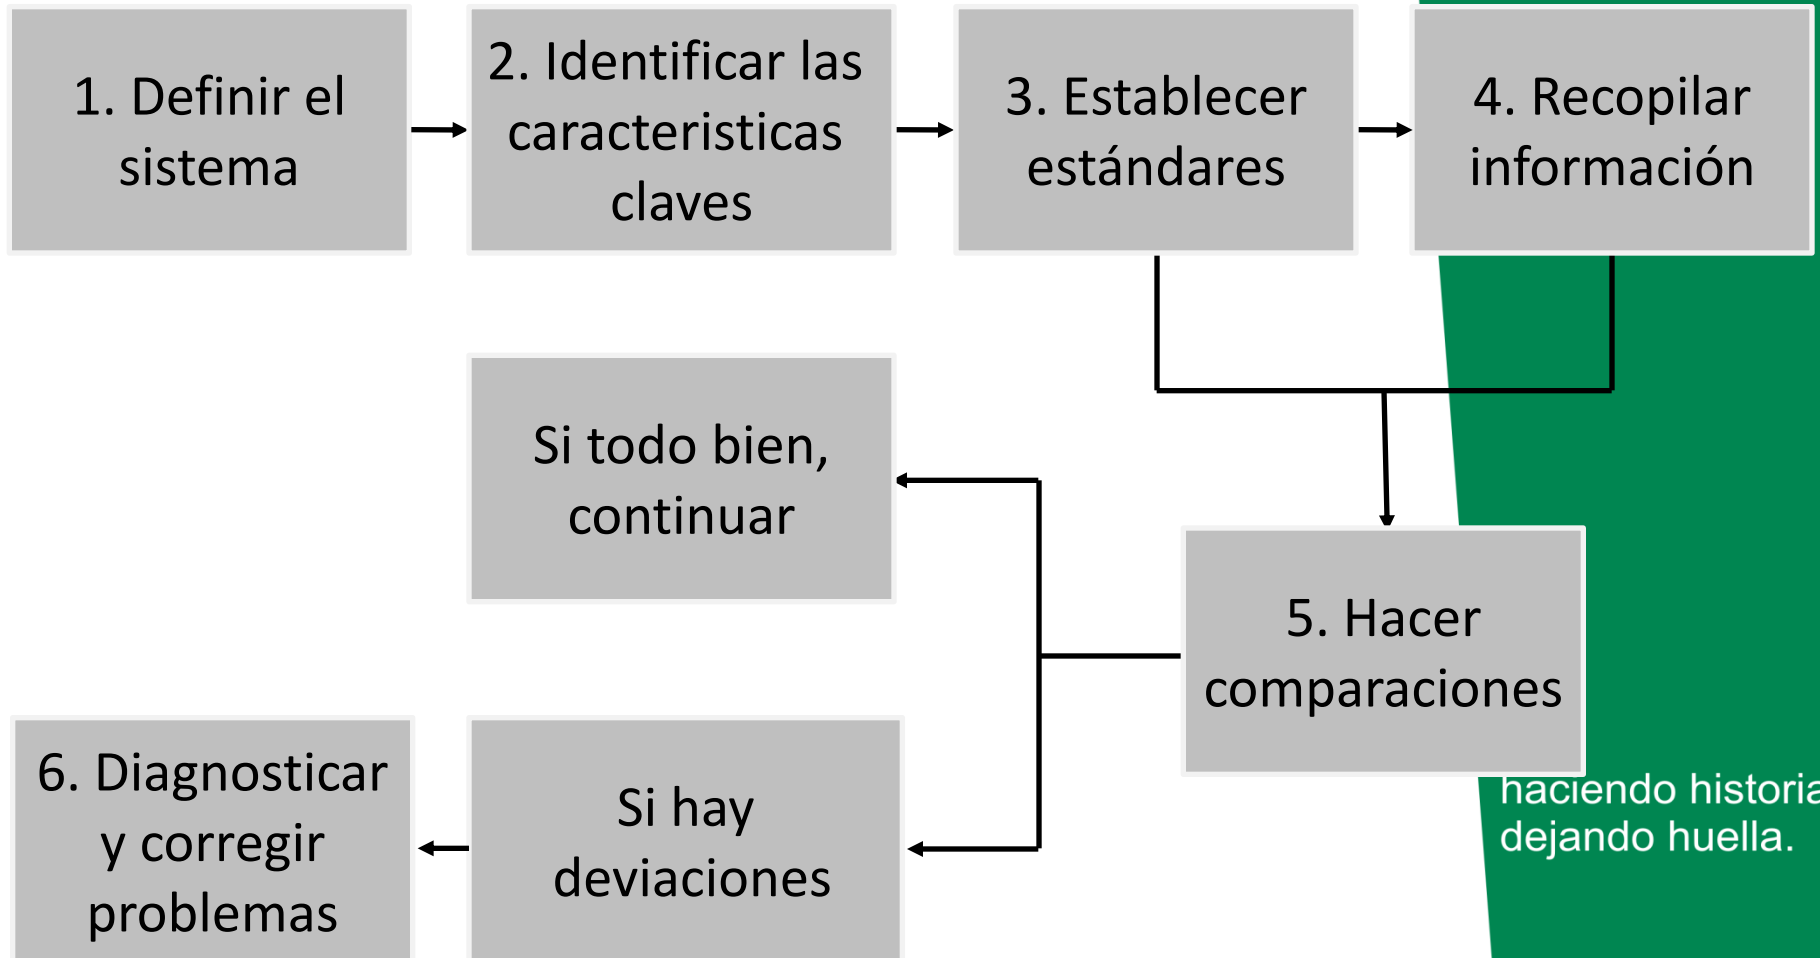 1. Definir el
sistema
2. Identificar las
caracteristicas
claves
3. Establecer
estándares
4. Recopilar
información
Si todo bien,
continuar
5. Hacer
comparaciones
6. Diagnosticar
y corregir
problemas
Si hay
deviaciones
haciendo historia
dejando huella.